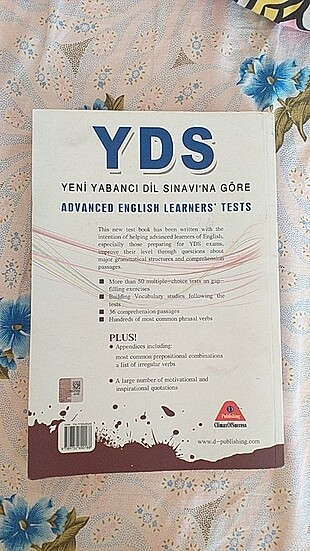 YDS
YENİ YABANCI DİL SINAVI'NA GÖRE
ADVANCED ENGLISH LEARNERS' TESTS
This new test book has been written with the
intention of helping advanced learners of English,
especially those preparing for YDS exams,
improve their level through questions about
major grammatical structures and comprehension
passages.
More than 50 multiple-choice tests an gap-
filling exercises
Building Vocabulary studies following the
tests
36 comprehension passages
Hundreds of most common phrasal verbs
PLUS!
Appendices including:
most common prepositional combinations
a list of irregular verbs
A large number of motivational and
inspirational quotations
Publishing
ClimaxOfSuccess
www.d-publishing.com